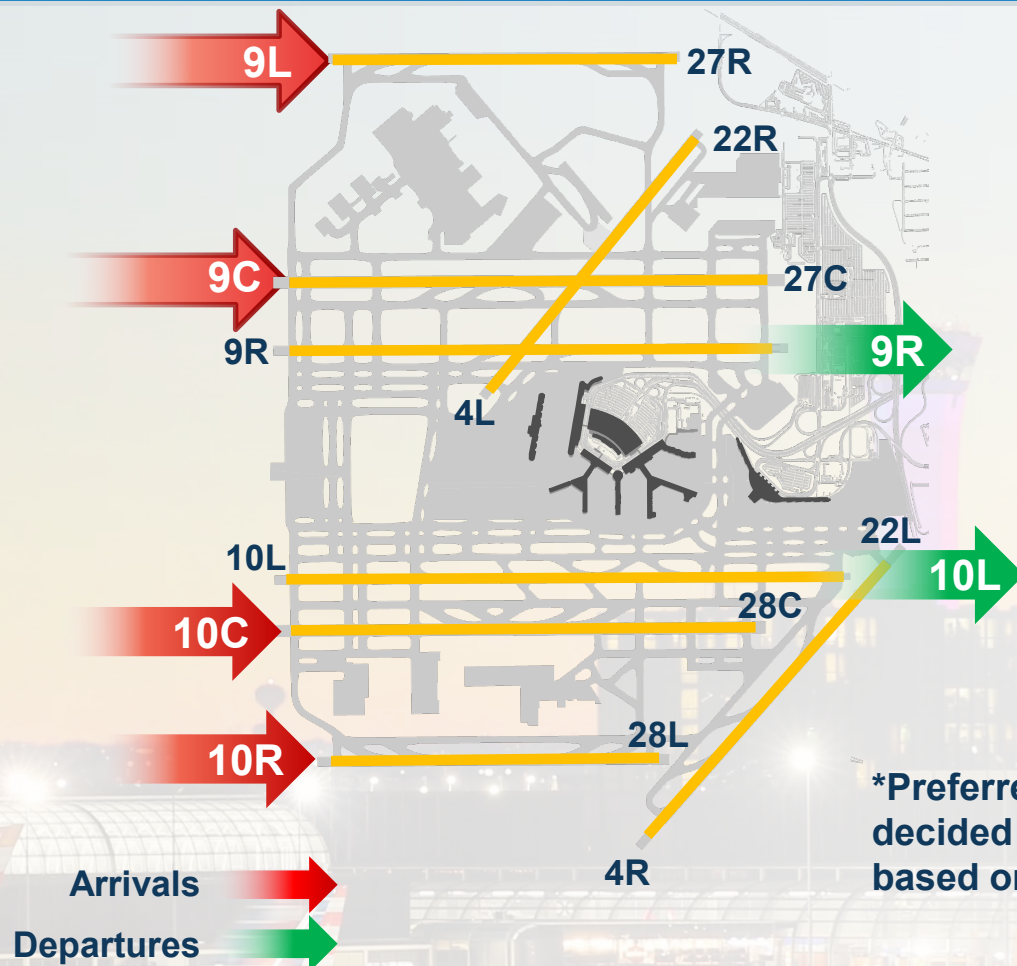 9L
27R
22R
9C
27C
9R
9R
4L
22L
10L
10L
28C
10C
28L
10R
*Preferre
decided
based on
4R
Arrivals
Departures